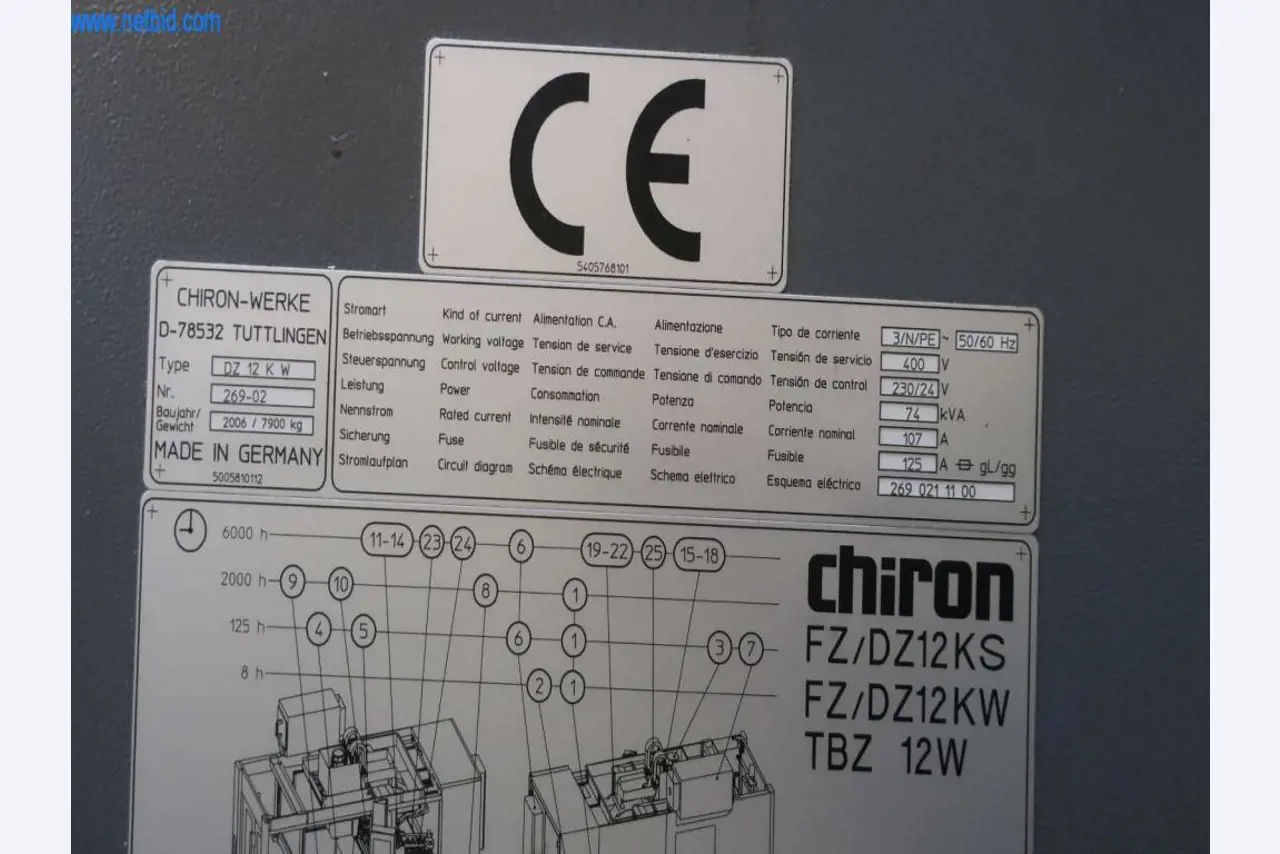 www.netbid.com
CE
5405768101
CHIRON-WERKE
D-78532 TUTTLINGEN
Type DZ 12 K W
Nr. 269-02
Baujahr/
Gewicht 2006 / 7900 kg
MADE IN GERMANY
5005810112
Stromart Kind of current Alimentation C.A. Alimentazione Tipo de corriente 3/N/PE ~ 50/60 Hz
Betriebsspannung Working voltage Tension de service Tensione d'esercizio Tensión de servicio 400 V
Steuerspannung Control voltage Tension de commande Tensione di comando Tensión de control 230/24 V
Leistung Power Consommation Potenza Potencia 74 kVA
Nennstrom Rated current Intensité nominale Corrente nominale Corriente nominal 107 A
Sicherung Fuse Fusible de sécurité Fusibile Fusible 125 A gL/gg
Stromlaufplan Circuit diagram Schéma électrique Schema elettrico Esquema eléctrico 269 021 11 00
6000 h 11-14 23 24 6 19-22 25 15-18
2000 h 9 10 8 1
125 h 4 5 6 1 3 7
8 h 2 1
chiron
FZ/DZ12KS
FZ/DZ12KW
TBZ 12W